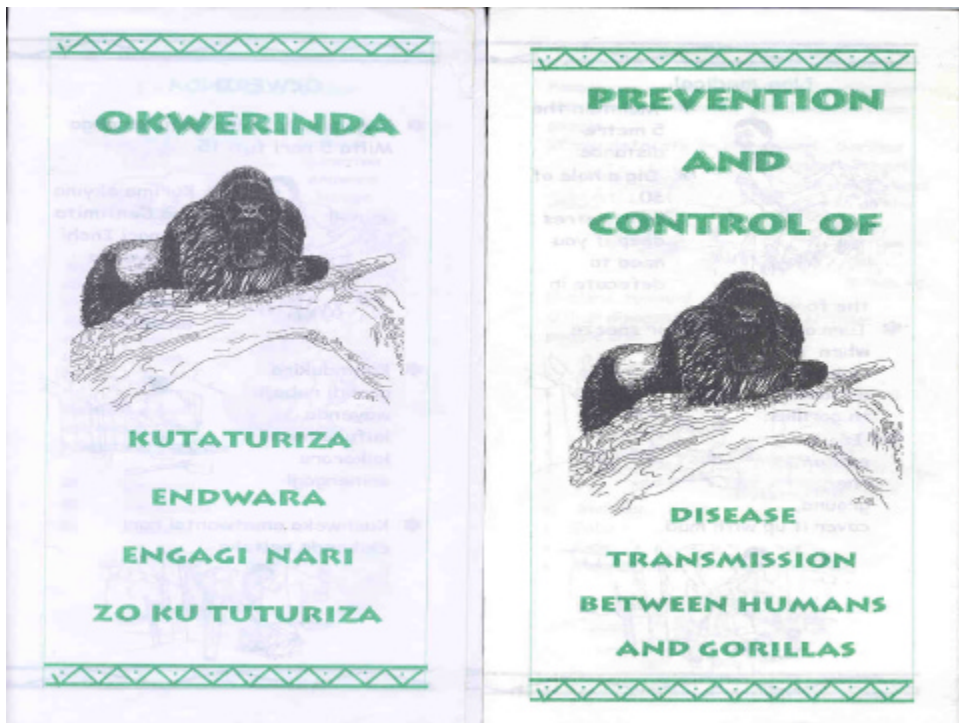 OKWERINDA
KUTATURIZA
ENDWARA
ENGAGI NARI
ZO KU TUTURIZA
PREVENTION
AND
CONTROL OF
DISEASE
TRANSMISSION
BETWEEN HUMANS
AND GORILLAS